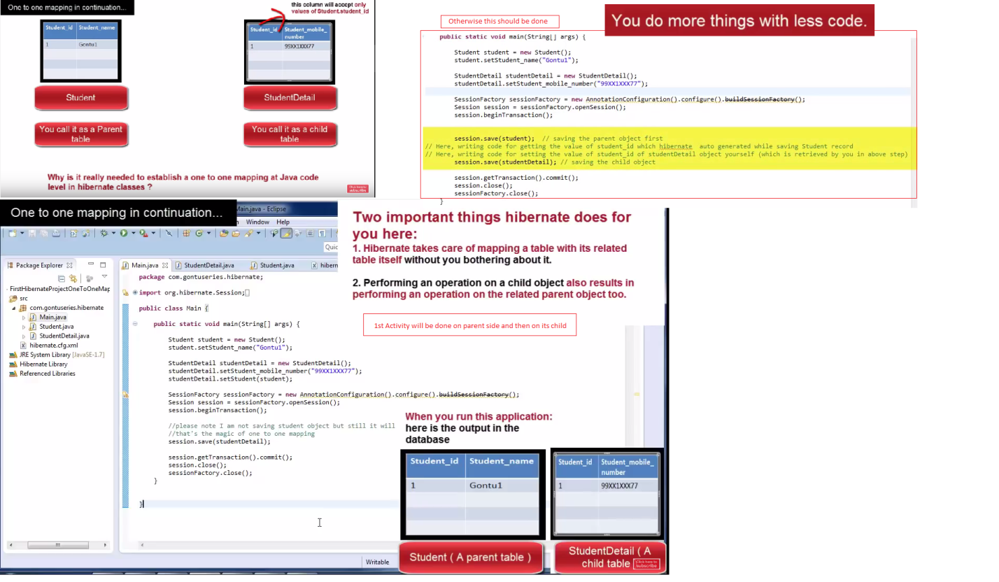 One to one mapping in continuation...
this column will accept only
values of Student.student_id
Student_id Student_name
1 Gontu1
Student_id Student_mobile_
number
1 99XX1XXX77
Student
StudentDetail
You call it as a Parent
table
You call it as a child
table
Why is it really needed to establish a one to one mapping at Java code
level in hibernate classes ?
Click here to
subscribe
Otherwise this should be done
You do more things with less code.
public static void main(String[] args) {
Student student = new Student();
student.setStudent_name("Gontu1");
StudentDetail studentDetail = new StudentDetail();
studentDetail.setStudent_mobile_number("99XX1XXX77");
SessionFactory sessionFactory = new AnnotationConfiguration().configure().buildSessionFactory();
Session session = sessionFactory.openSession();
session.beginTransaction();
session.save(student); // saving the parent object first
// Here, writing code for getting the value of student_id which hibernate auto generated while saving Student record
// Here, writing code for setting the value of student_id of studentDetail object yourself (which is retrieved by you in above step)
session.save(studentDetail); // saving the child object
session.getTransaction().commit();
session.close();
sessionFactory.close();
}
One to one mapping in continuation...
Main.java - Eclipse
Window Help
Quic
Package Explorer
FirstHibernateProjectOneToOneMap
src
com.gontuseries.hibernate
Main.java
Student.java
StudentDetail.java
hibernate.cfg.xml
JRE System Library [JavaSE-1.7]
Hibernate Library
Referenced Libraries
Main.java StudentDetail.java Student.java hibern
package com.gontuseries.hibernate;
import org.hibernate.Session;
public class Main {
public static void main(String[] args) {
Student student = new Student();
student.setStudent_name("Gontu1");
StudentDetail studentDetail = new StudentDetail();
studentDetail.setStudent_mobile_number("99XX1XXX77");
studentDetail.setStudent(student);
SessionFactory sessionFactory = new AnnotationConfiguration().configure().buildSessionFactory();
Session session = sessionFactory.openSession();
session.beginTransaction();
//please note I am not saving student object but still it will
//that's the magic of one to one mapping
session.save(studentDetail);
session.getTransaction().commit();
session.close();
sessionFactory.close();
}
}
Writable
Two important things hibernate does for
you here:
1. Hibernate takes care of mapping a table with its related
table itself without you bothering about it.
2. Performing an operation on a child object also results in
performing an operation on the related parent object too.
1st Activity will be done on parent side and then on its child
When you run this application:
here is the output in the
database
Student_id Student_name
1 Gontu1
Student_id Student_mobile_
number
1 99XX1XXX77
Student ( A parent table )
StudentDetail ( A
child table
Click here to
subscribe